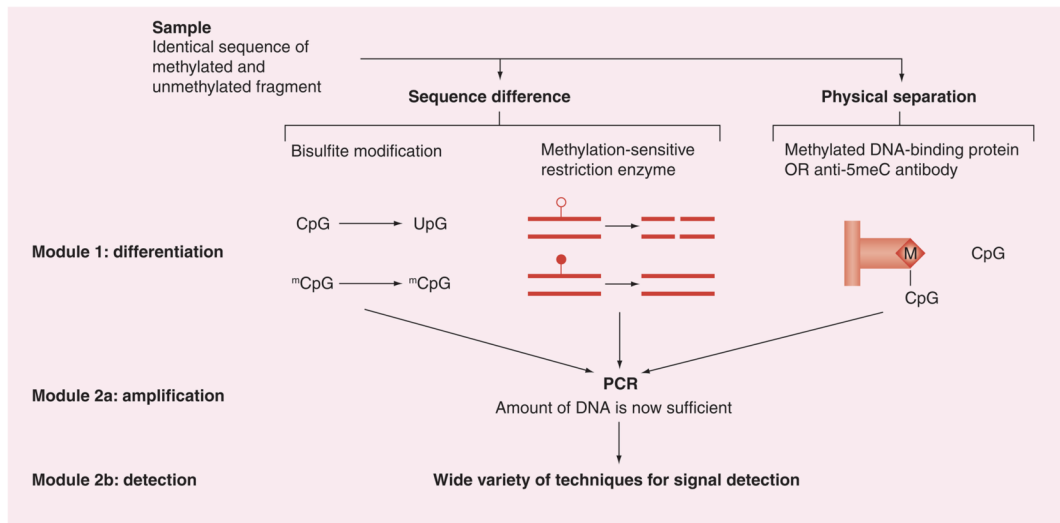 Sample
Identical sequence of
methylated and
unmethylated fragment
Sequence difference
Physical separation
Bisulfite modification
Methylation-sensitive
restriction enzyme
Methylated DNA-binding protein
OR anti-5meC antibody
Module 1: differentiation
CpG UpG
ᵐCpG ᵐCpG
M
CpG
CpG
PCR
Module 2a: amplification
Amount of DNA is now sufficient
Module 2b: detection
Wide variety of techniques for signal detection